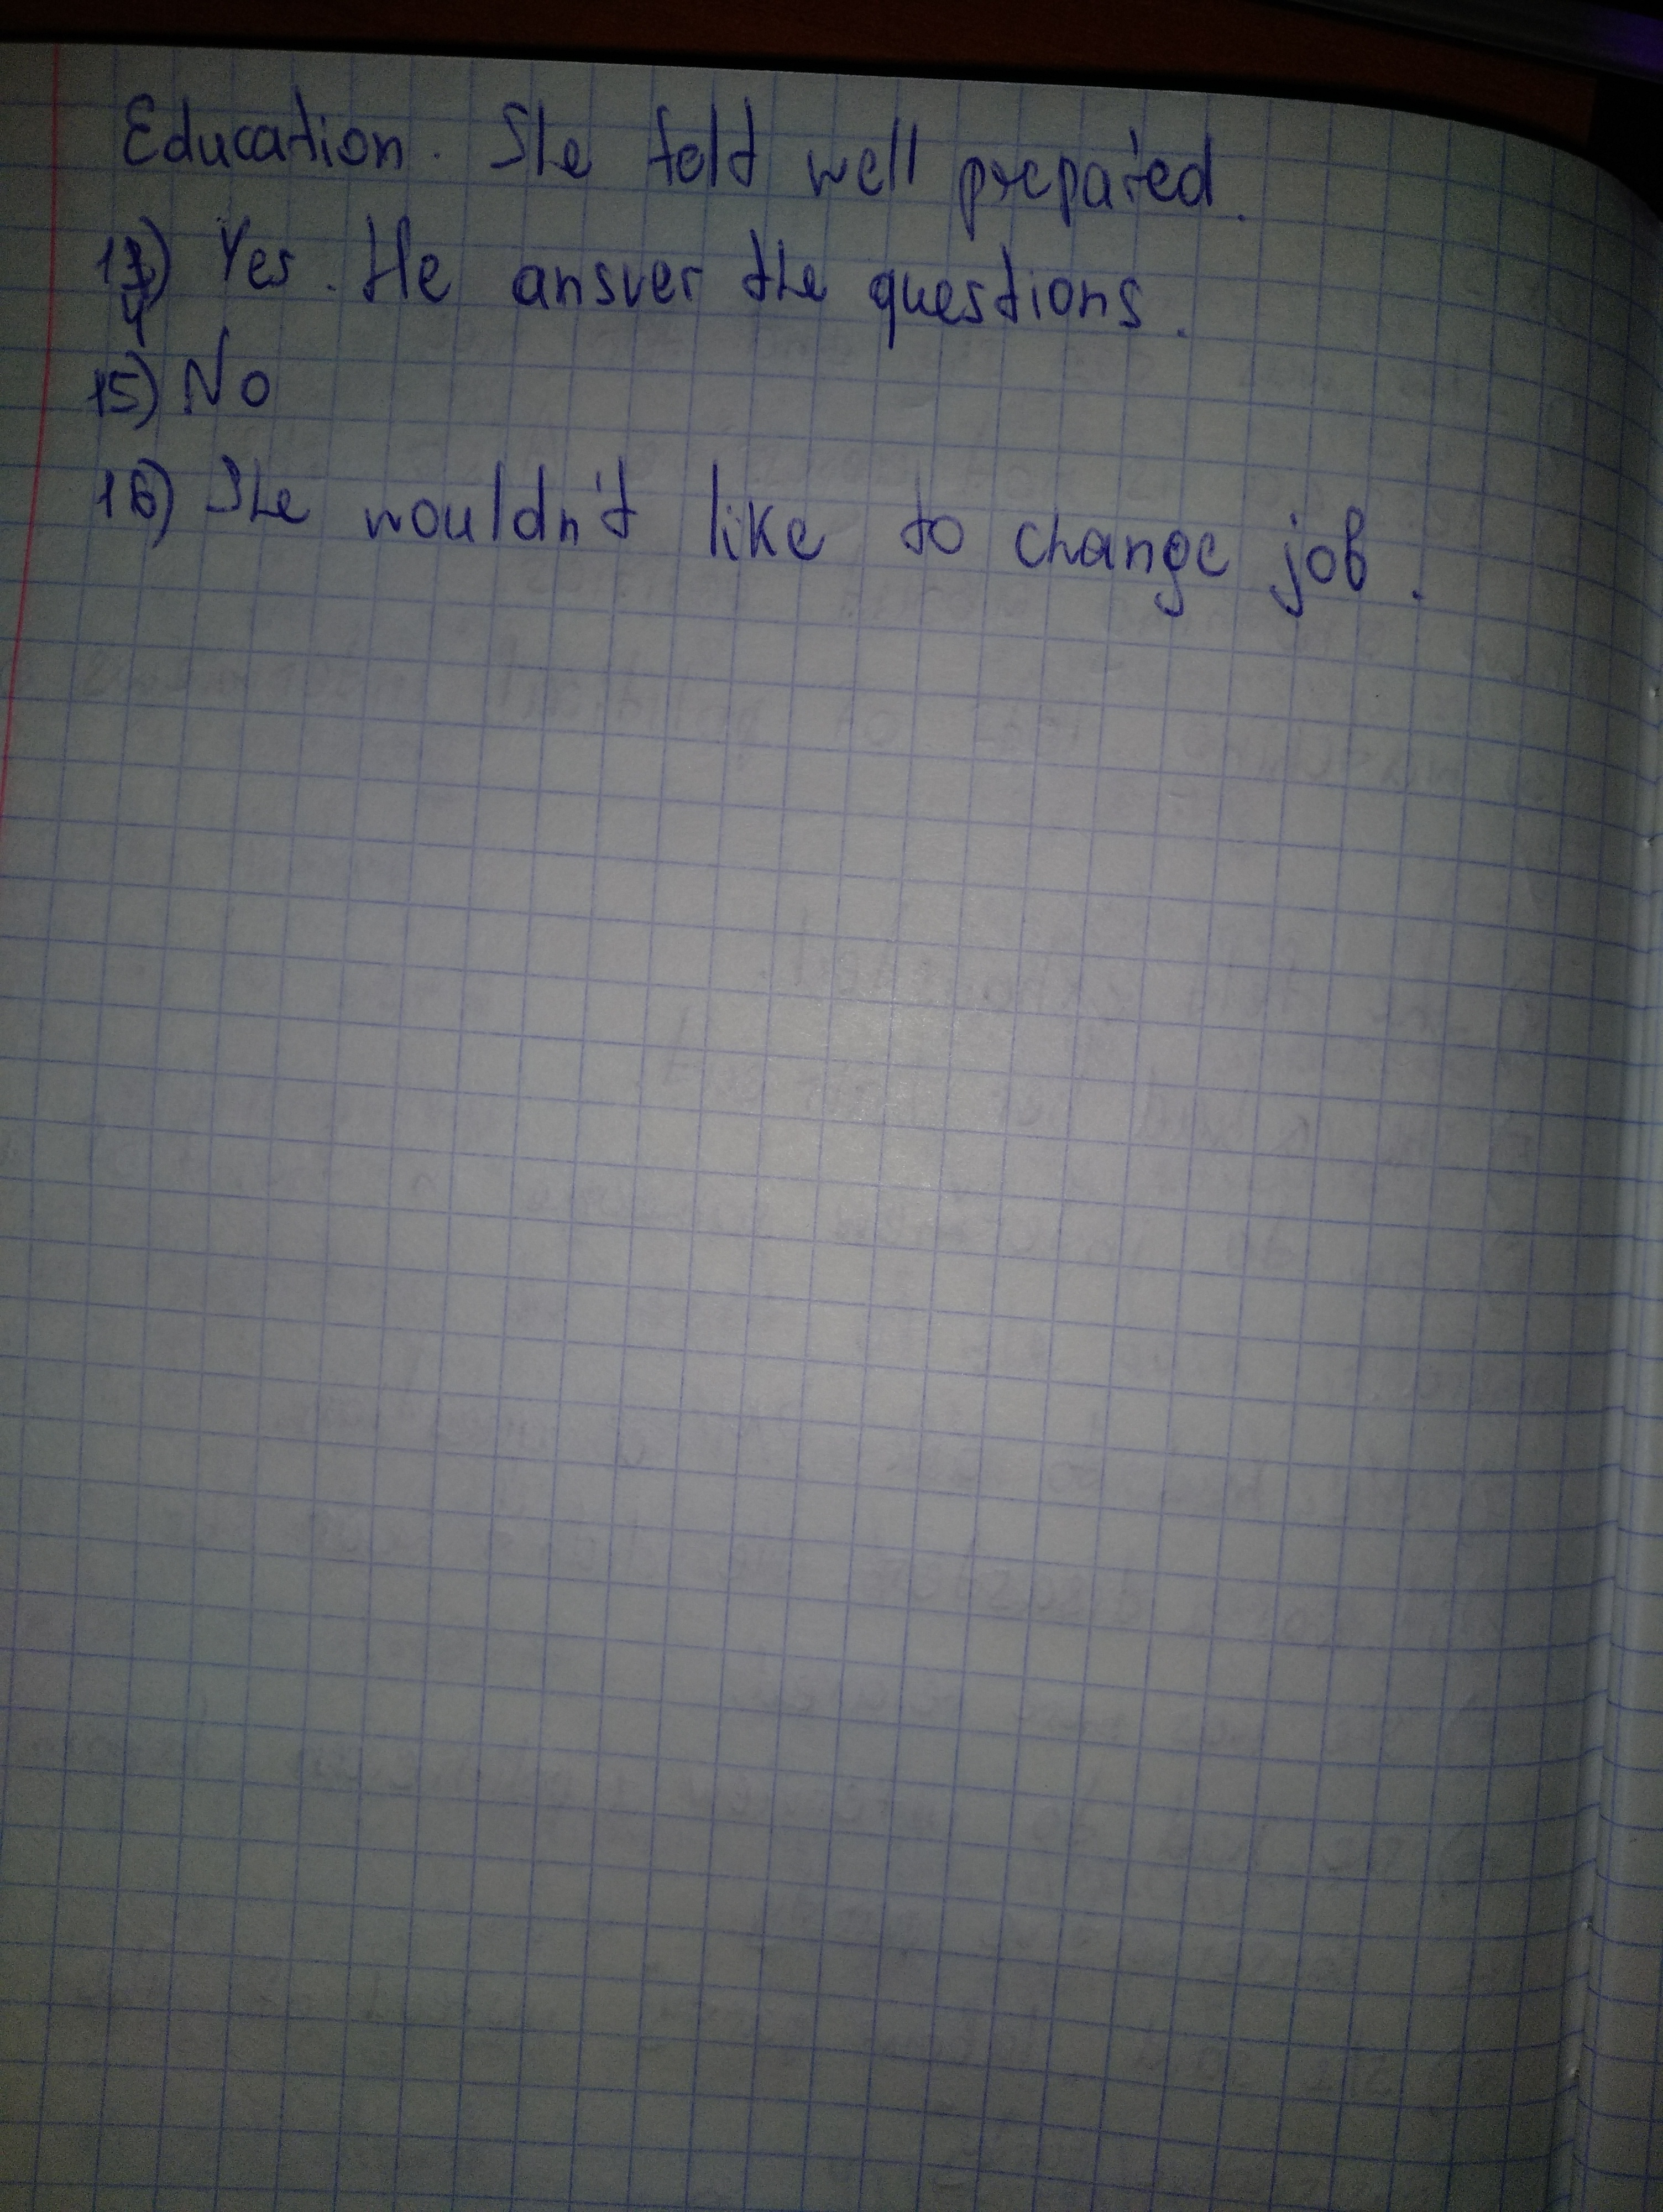 Education. She told well prepared.
14) Yes. He ansver the questions.
15) No
16) She wouldn't like to change job.